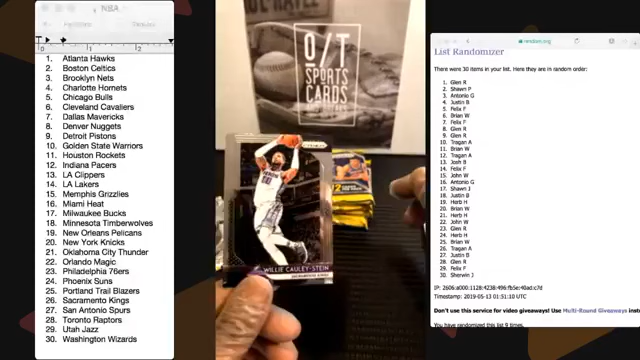 NBA
1. Atlanta Hawks
2. Boston Celtics
3. Brooklyn Nets
4. Charlotte Hornets
5. Chicago Bulls
6. Cleveland Cavaliers
7. Dallas Mavericks
8. Denver Nuggets
9. Detroit Pistons
10. Golden State Warriors
11. Houston Rockets
12. Indiana Pacers
13. LA Clippers
14. LA Lakers
15. Memphis Grizzlies
16. Miami Heat
17. Milwaukee Bucks
18. Minnesota Timberwolves
19. New Orleans Pelicans
20. New York Knicks
21. Oklahoma City Thunder
22. Orlando Magic
23. Philadelphia 76ers
24. Phoenix Suns
25. Portland Trail Blazers
26. Sacramento Kings
27. San Antonio Spurs
28. Toronto Raptors
29. Utah Jazz
30. Washington Wizards
O/T
SPORTS
CARDS
WILLIE CAULEY-STEIN
SACRAMENTO KINGS
random.org
List Randomizer
There were 30 items in your list. Here they are in random order:
1. Glen R
2. Shawn P
3. Antonio G
4. Justin B
5. Felix F
6. Brian W
7. Felix F
8. Glen R
9. Glen R
10. Tragan A
11. Brian W
12. Tragan A
13. Josh B
14. Felix F
15. John W
16. Antonio G
17. Shawn J
18. Justin B
19. Herb H
20. Brian W
21. Herb H
22. John W
23. Glen R
24. Herb H
25. Brian W
26. Tragan A
27. Justin B
28. Glen R
29. Felix F
30. Sherwin J
Timestamp: 2019-05-13 01:51:10 UTC
Don't use this service for video giveaways! Use Multi-Round Giveaways
You have randomized this list 9 times.